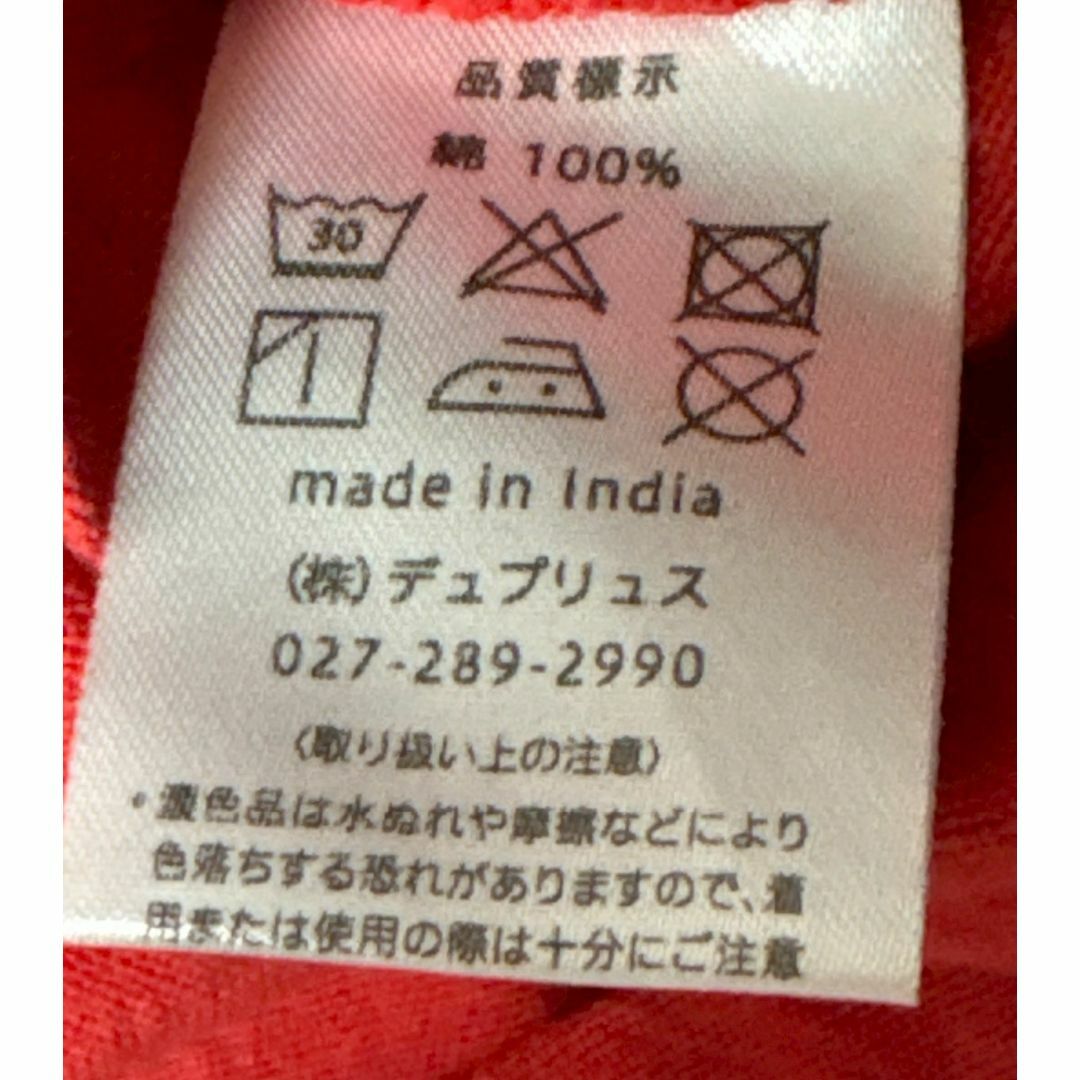 品質標示
綿 100%
30
made in India
(株)デュプリュス
027-289-2990
〈取り扱い上の注意〉
・濃色品は水ぬれや摩擦などにより
色落ちする恐れがありますので、着
用または使用の際は十分にご注意